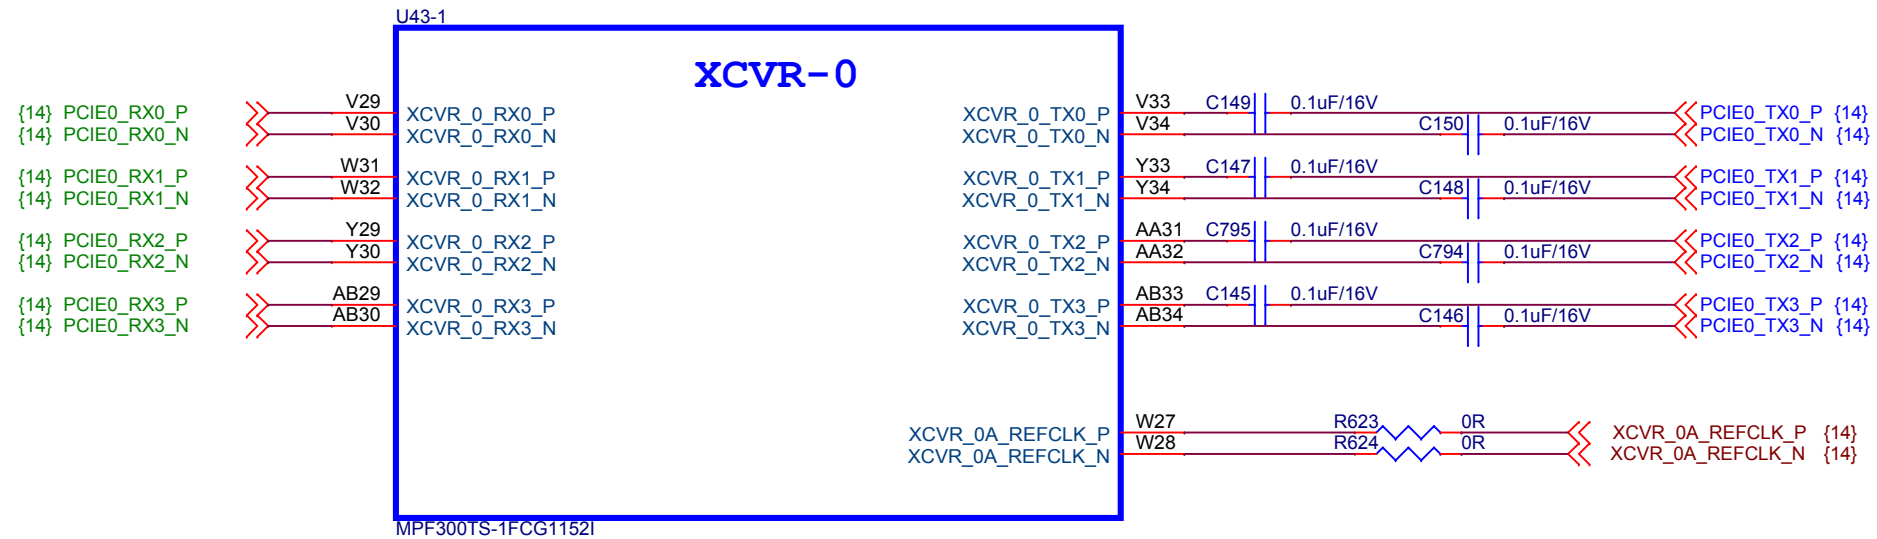 U43-1
XCVR-0
{14} PCIE0_RX0_P V29 XCVR_0_RX0_P XCVR_0_TX0_P V33 C149 0.1uF/16V PCIE0_TX0_P {14}
{14} PCIE0_RX0_N V30 XCVR_0_RX0_N XCVR_0_TX0_N V34 C150 0.1uF/16V PCIE0_TX0_N {14}
{14} PCIE0_RX1_P W31 XCVR_0_RX1_P XCVR_0_TX1_P Y33 C147 0.1uF/16V PCIE0_TX1_P {14}
{14} PCIE0_RX1_N W32 XCVR_0_RX1_N XCVR_0_TX1_N Y34 C148 0.1uF/16V PCIE0_TX1_N {14}
{14} PCIE0_RX2_P Y29 XCVR_0_RX2_P XCVR_0_TX2_P AA31 C795 0.1uF/16V PCIE0_TX2_P {14}
{14} PCIE0_RX2_N Y30 XCVR_0_RX2_N XCVR_0_TX2_N AA32 C794 0.1uF/16V PCIE0_TX2_N {14}
{14} PCIE0_RX3_P AB29 XCVR_0_RX3_P XCVR_0_TX3_P AB33 C145 0.1uF/16V PCIE0_TX3_P {14}
{14} PCIE0_RX3_N AB30 XCVR_0_RX3_N XCVR_0_TX3_N AB34 C146 0.1uF/16V PCIE0_TX3_N {14}
XCVR_0A_REFCLK_P W27 R623 0R XCVR_0A_REFCLK_P {14}
XCVR_0A_REFCLK_N W28 R624 0R XCVR_0A_REFCLK_N {14}
MPF300TS-1FCG1152I